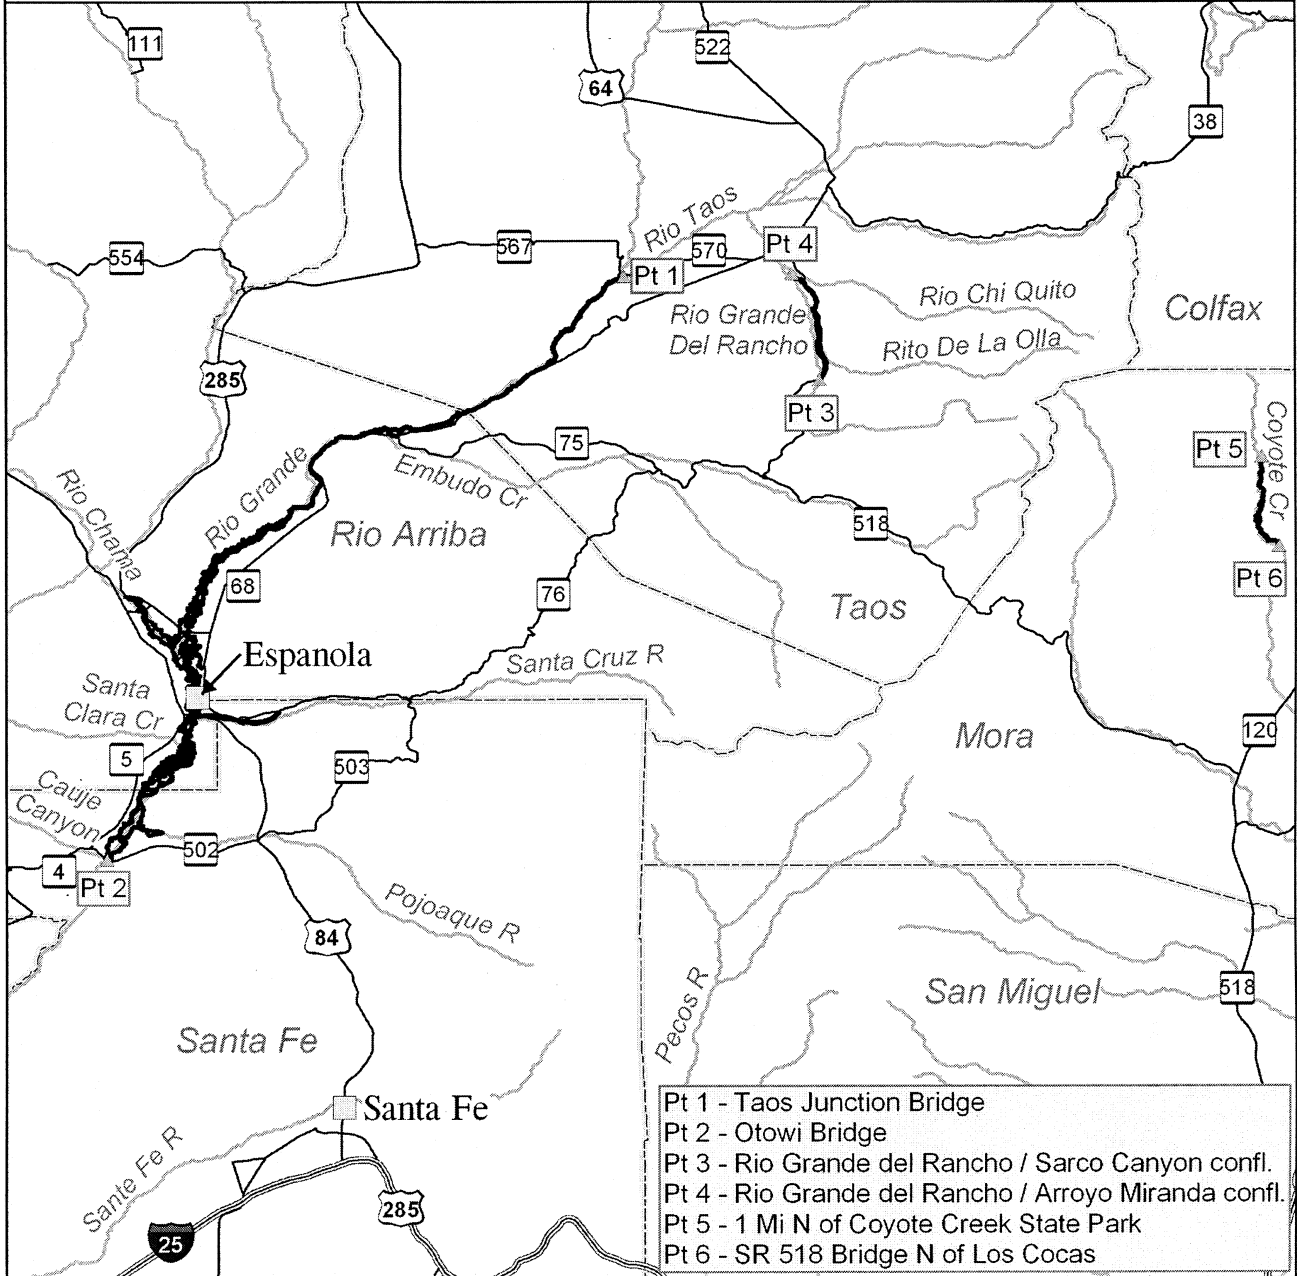 111
522
64
38
Rio Taos
554
567
570
Pt 4
Pt 1
Rio Chi Quito
Colfax
Rio Grande
Del Rancho
Rito De La Olla
285
Pt 3
Coyote Cr
Pt 5
75
Embudo Cr
Rio Grande
Rio Chama
Rio Arriba
518
Pt 6
68
76
Taos
Espanola
Santa Cruz R
Santa
Clara Cr
Mora
120
5
503
Cauje
Canyon
502
4
Pt 2
Pojoaque R
84
Pecos R
San Miguel
518
Santa Fe
Santa Fe
Sante Fe R
285
25
Pt 1 - Taos Junction Bridge
Pt 2 - Otowi Bridge
Pt 3 - Rio Grande del Rancho / Sarco Canyon confl.
Pt 4 - Rio Grande del Rancho / Arroyo Miranda confl.
Pt 5 - 1 Mi N of Coyote Creek State Park
Pt 6 - SR 518 Bridge N of Los Cocas